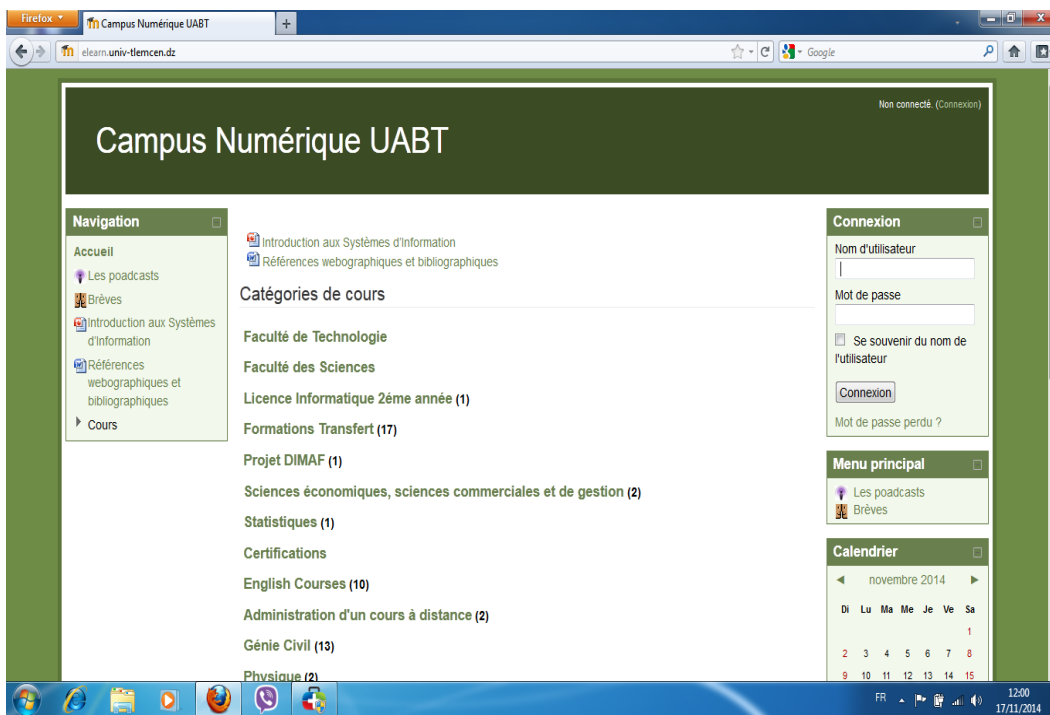 Firefox
Campus Numérique UABT
elearn.univ-tlemcen.dz
Google
Non connecté. (Connexion)
Campus Numérique UABT
Navigation
Accueil
Les poadcasts
Brèves
Introduction aux Systèmes
d'Information
Références
webographiques et
bibliographiques
Cours
Introduction aux Systèmes d'Information
Références webographiques et bibliographiques
Catégories de cours
Faculté de Technologie
Faculté des Sciences
Licence Informatique 2éme année (1)
Formations Transfert (17)
Projet DIMAF (1)
Sciences économiques, sciences commerciales et de gestion (2)
Statistiques (1)
Certifications
English Courses (10)
Administration d'un cours à distance (2)
Génie Civil (13)
Physique (2)
Connexion
Nom d'utilisateur
Mot de passe
Se souvenir du nom de
l'utilisateur
Connexion
Mot de passe perdu ?
Menu principal
Les poadcasts
Brèves
Calendrier
novembre 2014
Di Lu Ma Me Je Ve Sa
1
2 3 4 5 6 7 8
9 10 11 12 13 14 15
FR
12:00
17/11/2014